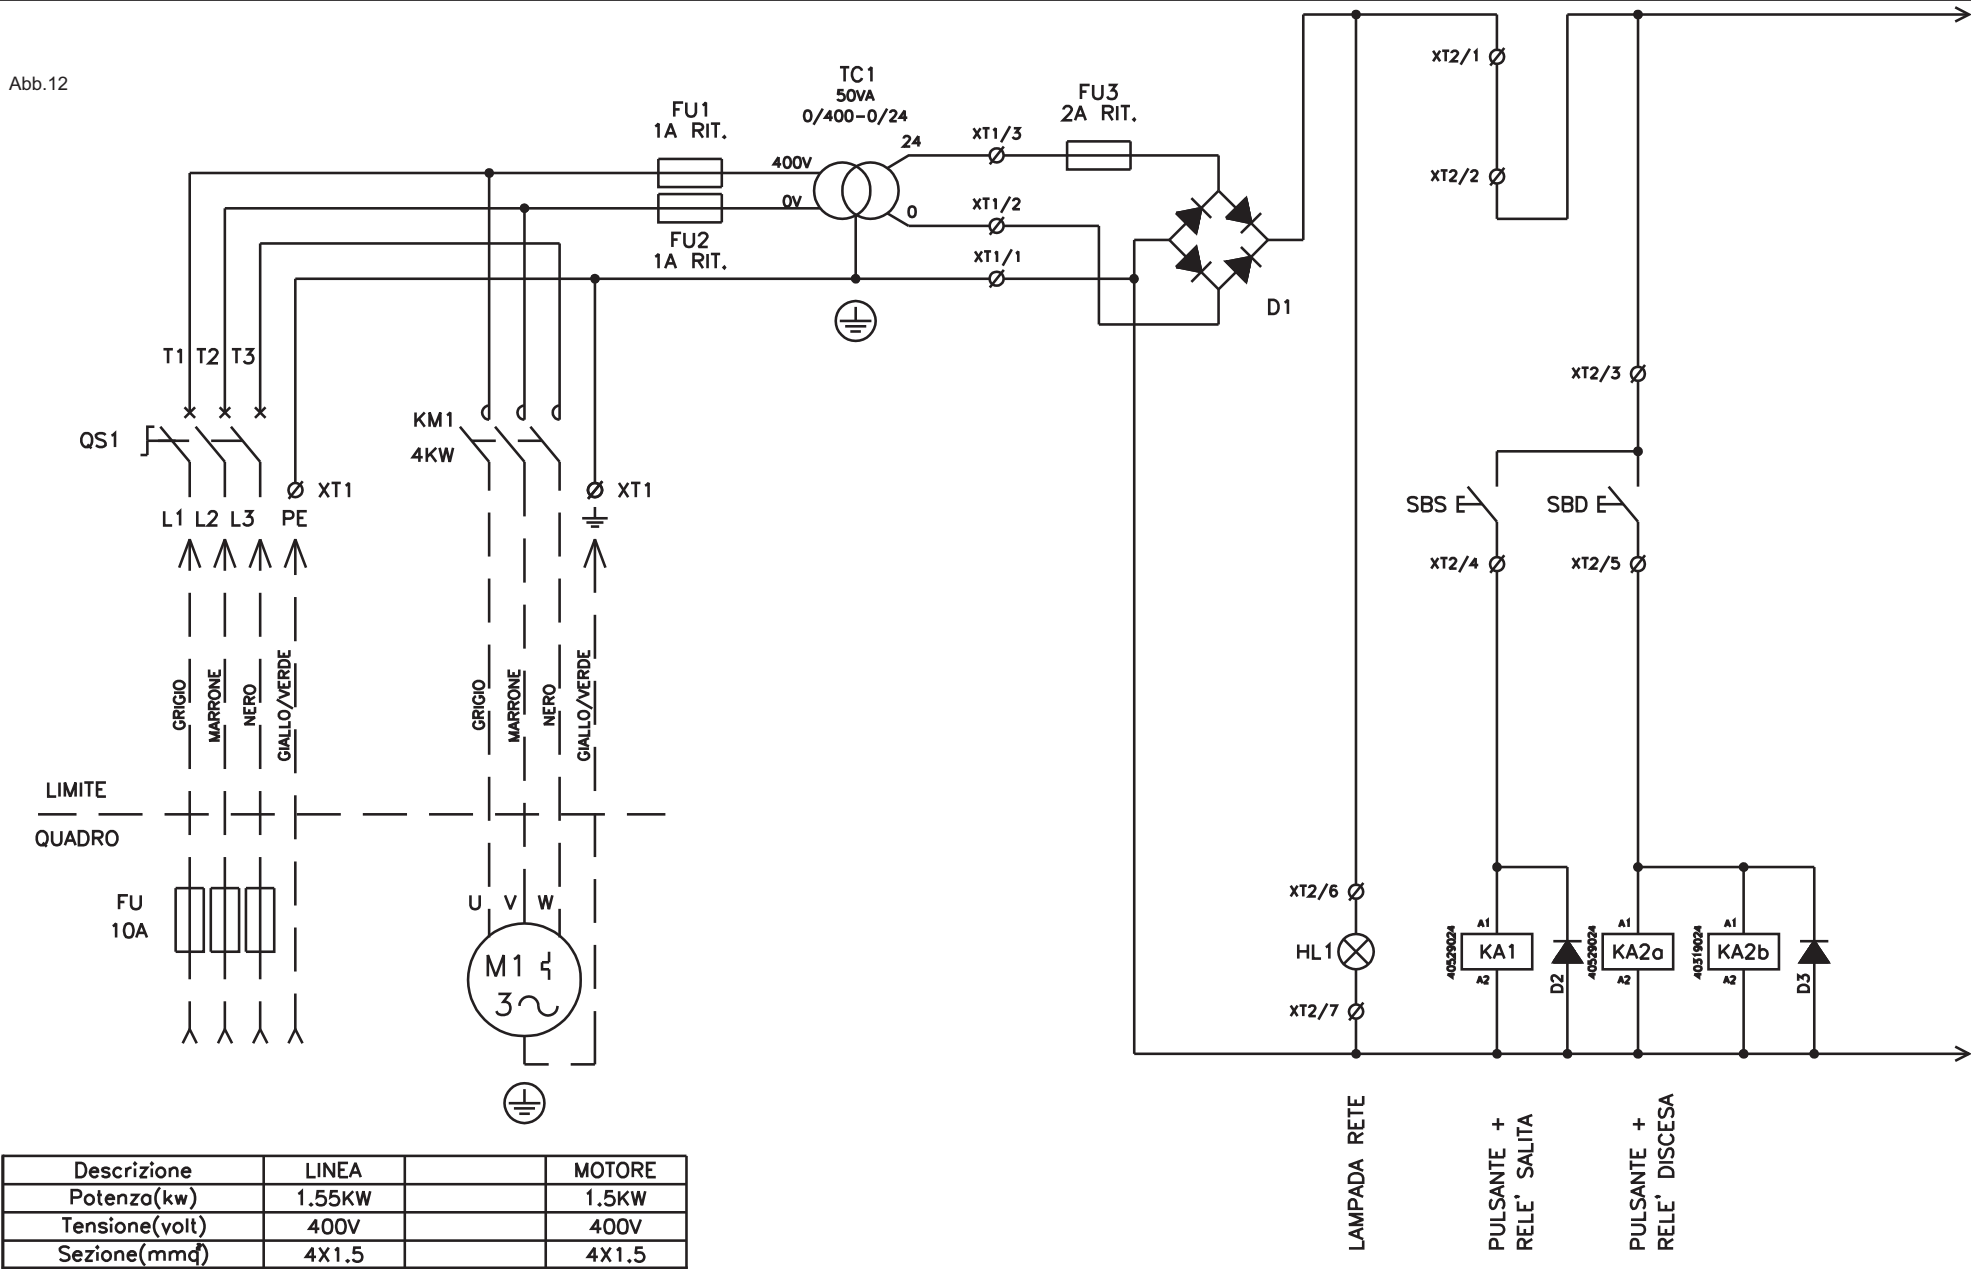 Abb.12
TC1
50VA
0/400-0/24
FU1
1A RIT.
FU3
2A RIT.
400V
24
XT1/3
0V
0
XT1/2
FU2
1A RIT.
XT1/1
D1
XT2/1
XT2/2
XT2/3
T1 T2 T3
QS1
KM1
4KW
XT1
XT1
L1 L2 L3 PE
SBS
SBD
XT2/4
XT2/5
GRIGIO
MARRONE
NERO
GIALLO/VERDE
GRIGIO
MARRONE
NERO
GIALLO/VERDE
LIMITE
QUADRO
FU
10A
U V W
M1
3
XT2/6
HL1
XT2/7
A1
40529024
KA1
A2
D2
A1
40529024
KA2a
A2
A1
40319024
KA2b
A2
D3
LAMPADA RETE
PULSANTE +
RELE' SALITA
PULSANTE +
RELE' DISCESA
Descrizione LINEA MOTORE
Potenza(kw) 1.55KW 1.5KW
Tensione(volt) 400V 400V
Sezione(mmq²) 4X1.5 4X1.5